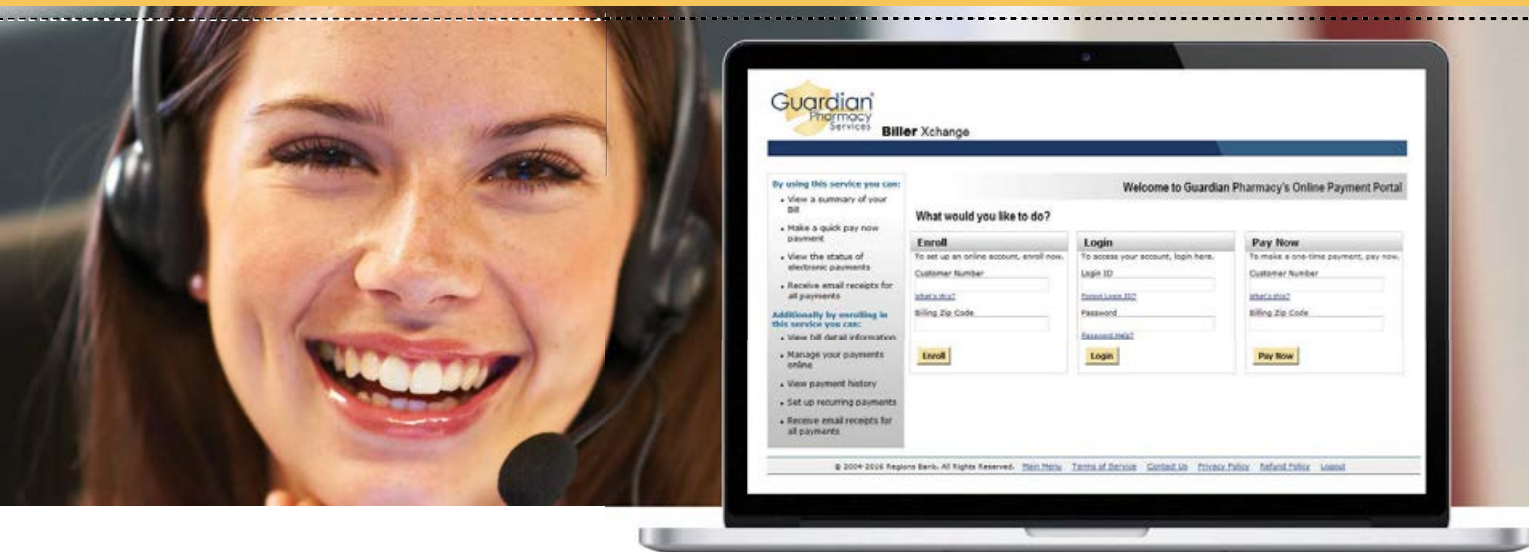 Guardian
Pharmacy
Services
Biller Xchange
By using this service you can:
• View a summary of your
Bill
• Make a quick pay now
payment
• View the status of
electronic payments
• Receive email receipts for
all payments
Additionally by enrolling in
this service you can:
• View bill detail information
• Manage your payments
online
• View payment history
• Set up recurring payments
• Receive email receipts for
all payments
Welcome to Guardian Pharmacy's Online Payment Portal
What would you like to do?
Enroll
To set up an online account, enroll now.
Customer Number
What's this?
Billing Zip Code
Enroll
Login
To access your account, login here.
Login ID
Forgot Login ID?
Password
Password Help?
Login
Pay Now
To make a one-time payment, pay now.
Customer Number
What's this?
Billing Zip Code
Pay Now
© 2004-2016 Regions Bank. All Rights Reserved. Main Menu Terms of Service Contact Us Privacy Policy Refund Policy Logout